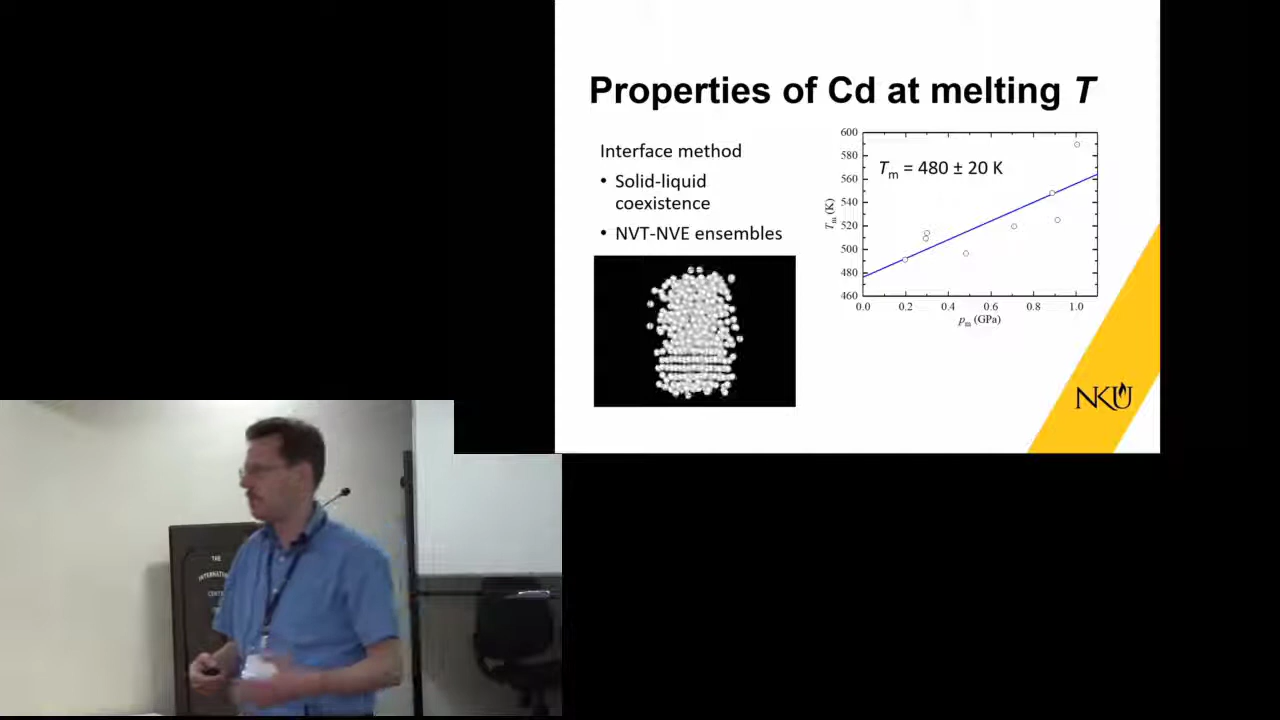 Properties of Cd at melting T
Interface method
• Solid-liquid
coexistence
• NVT-NVE ensembles
Tm = 480 ± 20 K
600
580
560
540
520
500
480
460
Tm (K)
0.0 0.2 0.4 0.6 0.8 1.0
pm (GPa)
NKU
THE